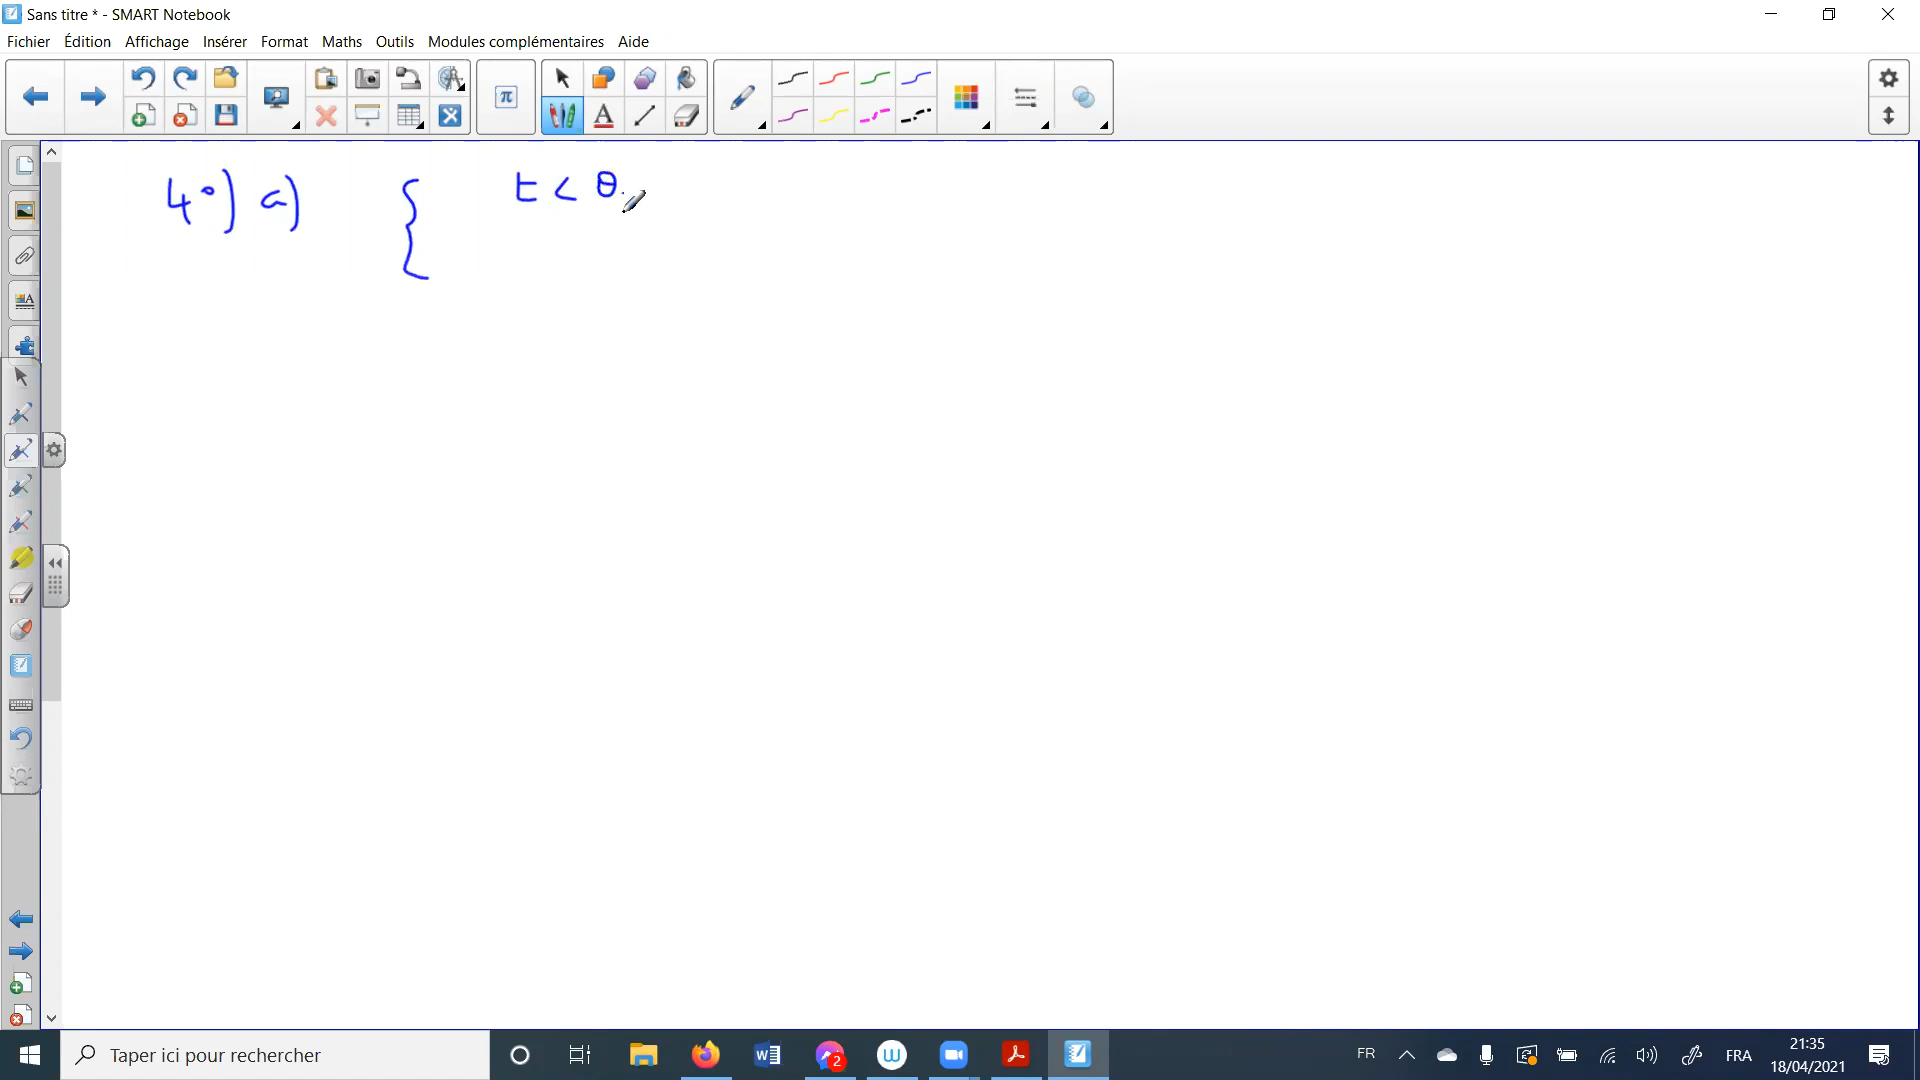 Sans titre * - SMART Notebook
Fichier Édition Affichage Insérer Format Maths Outils Modules complémentaires Aide
π
A
4°) a) { t < θ
A
Taper ici pour rechercher
W
2
W
FR
FRA
21:35
18/04/2021